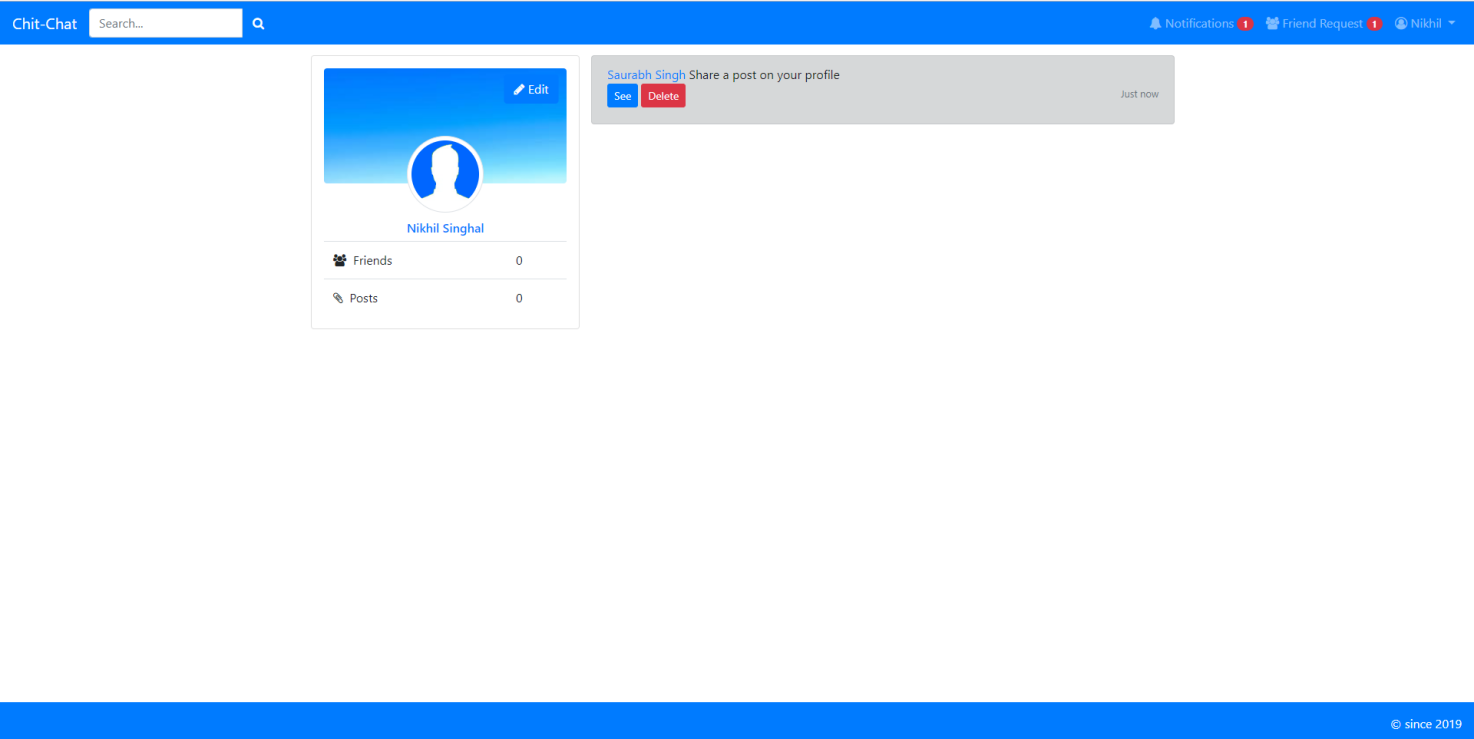 Chit-Chat Search... Notifications 1 Friend Request 1 Nikhil
Edit
Nikhil Singhal
Friends 0
Posts 0
Saurabh Singh Share a post on your profile
See Delete Just now
© since 2019